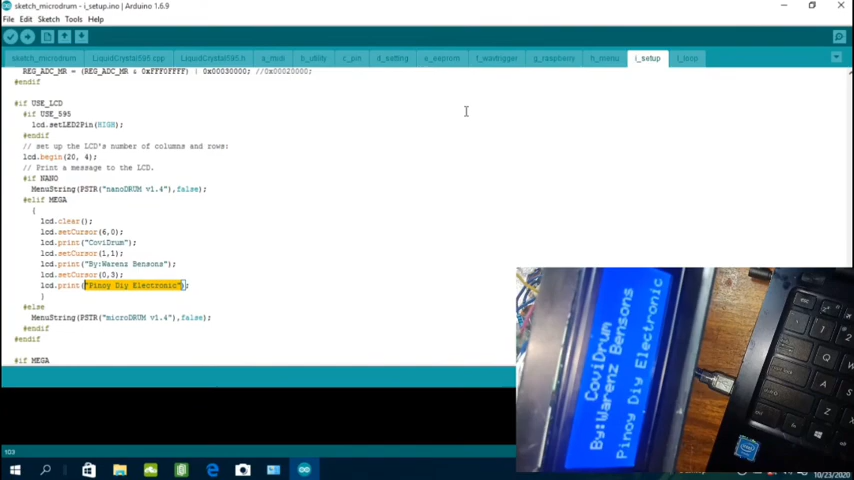 sketch_microdrum - i_setup.ino | Arduino 1.6.9
File Edit Sketch Tools Help
sketch_microdrum LiquidCrystal595.cpp LiquidCrystal595.h a_midi b_utility c_pin d_setting e_eeprom f_wavtrigger g_raspberry h_menu i_setup l_loop
REG_ADC_MR = (REG_ADC_MR & 0xFFF0FFFF) | 0x00030000; //0x00020000;
#endif
#if USE_LCD
#if USE_595
lcd.setLED2Pin(HIGH);
#endif
// set up the LCD's number of columns and rows:
lcd.begin(20, 4);
// Print a message to the LCD.
#if NANO
MenuString(PSTR("nanoDRUM v1.4"),false);
#elif MEGA
{
lcd.clear();
lcd.setCursor(6,0);
lcd.print("CoviDrum");
lcd.setCursor(1,1);
lcd.print("By:Warenz Bensons");
lcd.setCursor(0,3);
lcd.print("Pinoy Diy Electronic");
}
#else
MenuString(PSTR("microDRUM v1.4"),false);
#endif
#endif
#if MEGA
CoviDrum
By:Warenz Bensons
Pinoy Diy Electronic
103
10/23/2020